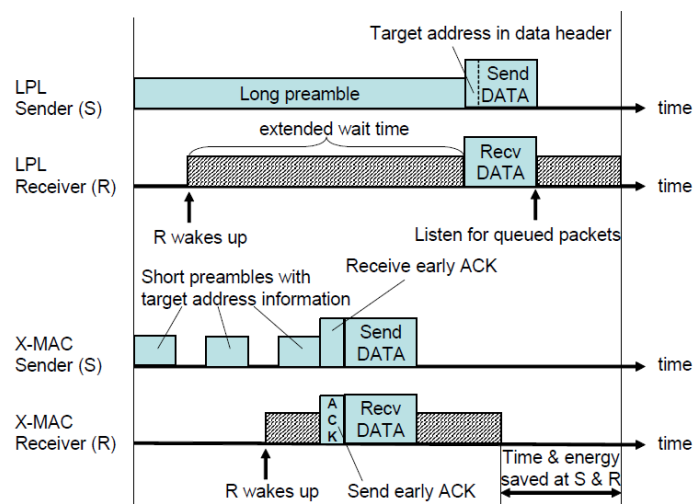 Target address in data header
LPL
Sender (S)
Long preamble
Send
DATA
time
extended wait time
LPL
Receiver (R)
Recv
DATA
time
R wakes up
Listen for queued packets
Short preambles with
target address information
Receive early ACK
X-MAC
Sender (S)
Send
DATA
time
X-MAC
Receiver (R)
A
C
K
Recv
DATA
time
R wakes up
Send early ACK
Time & energy
saved at S & R